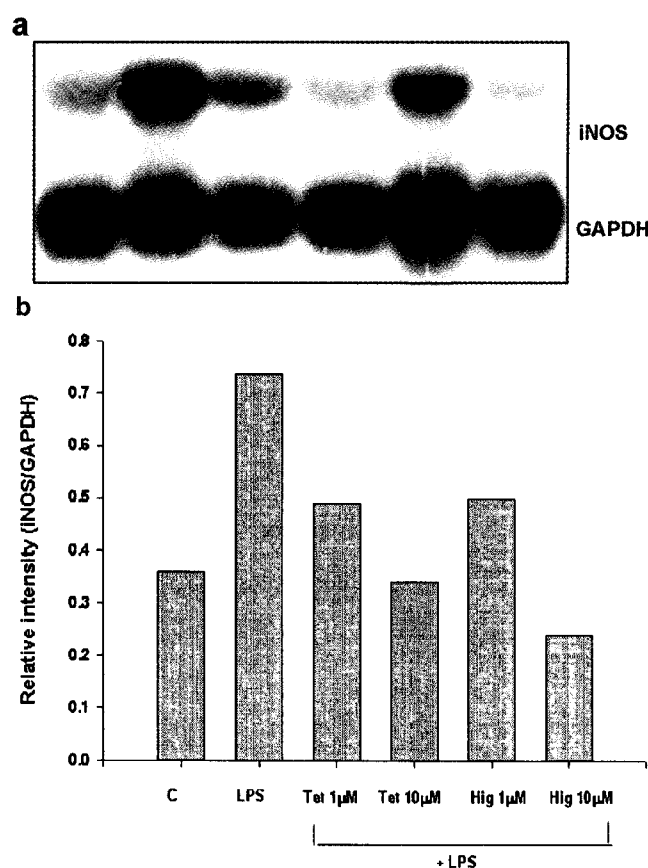 a
iNOS
GAPDH
b
Relative intensity (iNOS/GAPDH)
0.8
0.7
0.6
0.5
0.4
0.3
0.2
0.1
0.0
C LPS Tet 1µM Tet 10µM Hig 1µM Hig 10µM
+ LPS